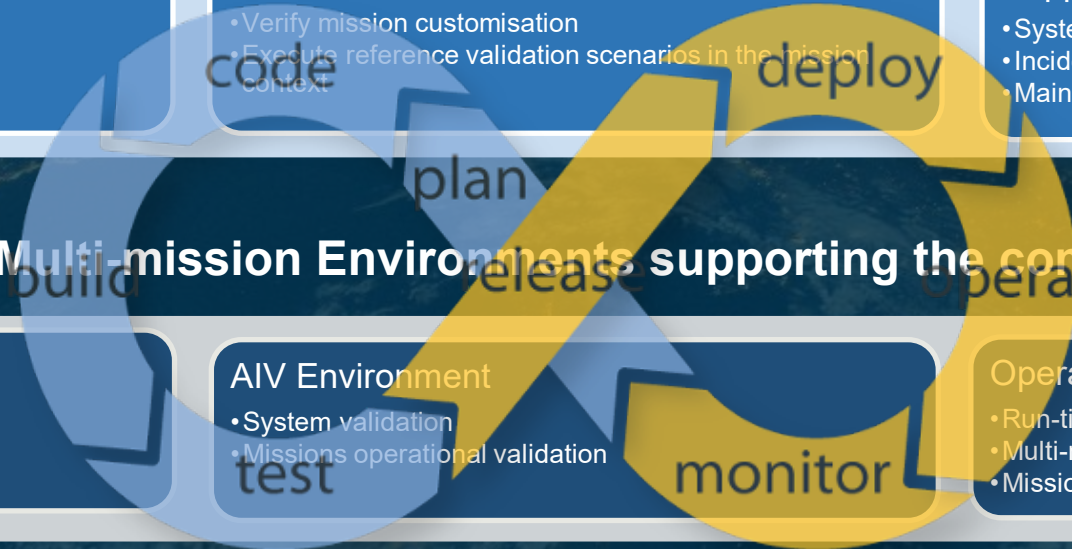 •Verify mission customisation
•Execute reference validation scenarios in the mission
context
•Syste
•Incid
•Main
code
deploy
plan
Multi-mission Environments supporting the con
build
release
opera
AIV Environment
•System validation
•Missions operational validation
test
monitor
Opera
•Run-ti
•Multi-
•Missio